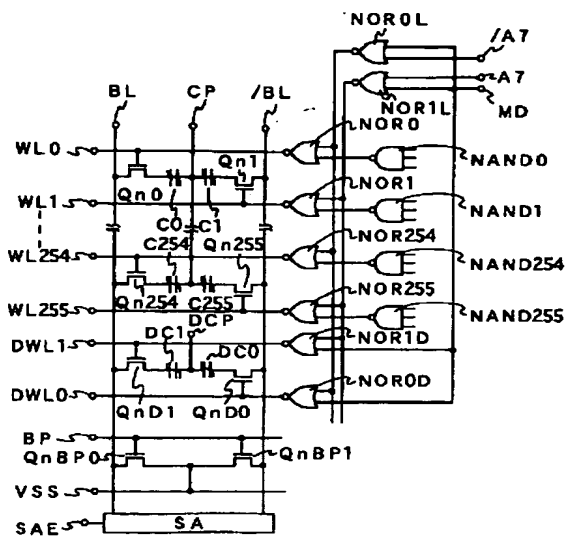 NOR0L
/A7
BL CP /BL
A7
NOR1L
MD
WL0
NOR0
Qn1
NAND0
Qn0
WL1
NOR1
C0 C1
NAND1
C254 Qn255
NOR254
WL254
NAND254
Qn254 C255
NOR255
WL255
DCP
NAND255
DC1
NOR1D
DWL1
DC0
NOR0D
DWL0
QnD1 QnD0
BP
QnBP0 QnBP1
VSS
SAE
SA